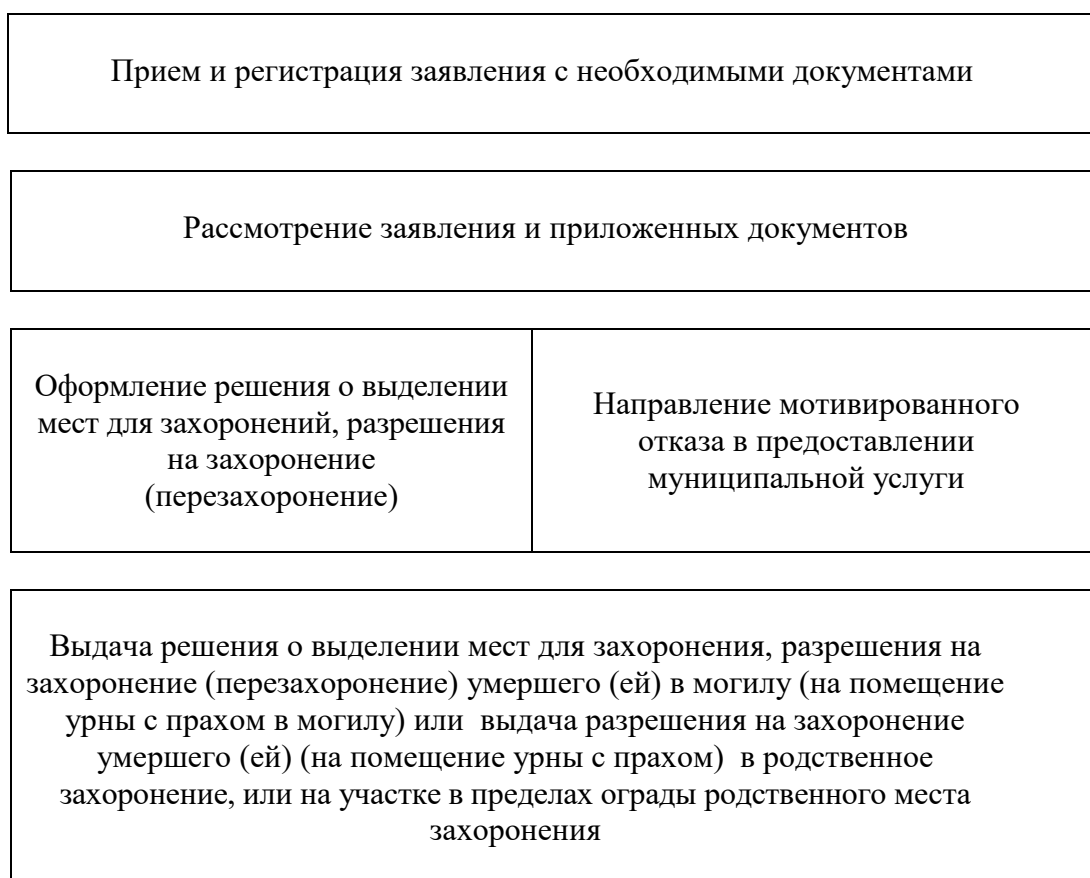 Прием и регистрация заявления с необходимыми документами
Рассмотрение заявления и приложенных документов
Оформление решения о выделении
мест для захоронений, разрешения
на захоронение
(перезахоронение)
Направление мотивированного
отказа в предоставлении
муниципальной услуги
Выдача решения о выделении мест для захоронения, разрешения на
захоронение (перезахоронение) умершего (ей) в могилу (на помещение
урны с прахом в могилу) или выдача разрешения на захоронение
умершего (ей) (на помещение урны с прахом) в родственное
захоронение, или на участке в пределах ограды родственного места
захоронения